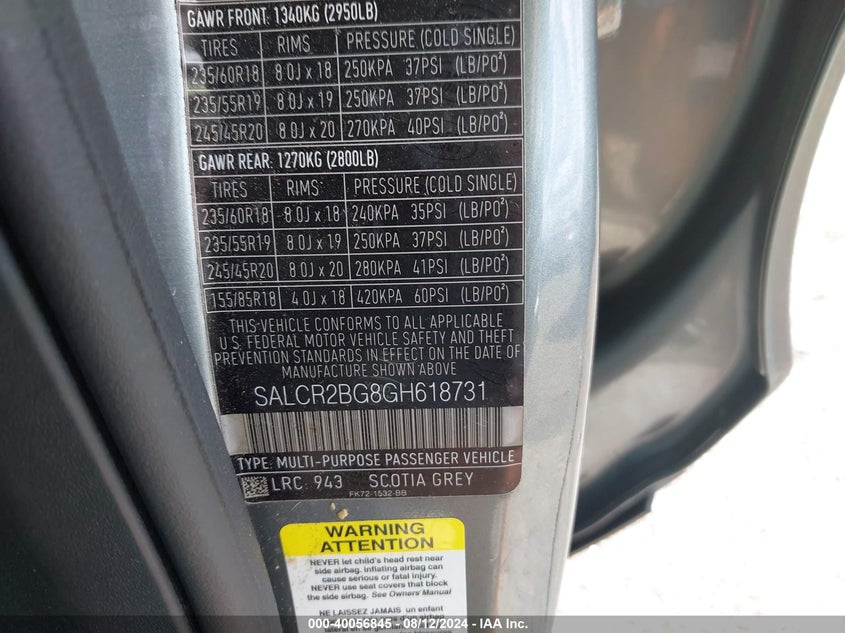 GAWR FRONT: 1340KG (2950LB)
TIRES RIMS PRESSURE (COLD SINGLE)
235/60R18 8.0J x 18 250KPA 37PSI (LB/PO²)
235/55R19 8.0J x 19 250KPA 37PSI (LB/PO²)
245/45R20 8.0J x 20 270KPA 40PSI (LB/PO²)
GAWR REAR: 1270KG (2800LB)
TIRES RIMS PRESSURE (COLD SINGLE)
235/60R18 8.0J x 18 240KPA 35PSI (LB/PO²)
235/55R19 8.0J x 19 250KPA 37PSI (LB/PO²)
245/45R20 8.0J x 20 280KPA 41PSI (LB/PO²)
155/85R18 4.0J x 18 420KPA 60PSI (LB/PO²)
THIS VEHICLE CONFORMS TO ALL APPLICABLE
U.S. FEDERAL MOTOR VEHICLE SAFETY AND THEFT
PREVENTION STANDARDS IN EFFECT ON THE DATE OF
MANUFACTURE SHOWN ABOVE
SALCR2BG8GH618731
TYPE: MULTI-PURPOSE PASSENGER VEHICLE
LRC: 943 SCOTIA GREY
FK72-1532-BB
WARNING
ATTENTION
NEVER let child's head rest near
side airbag. Inflating airbag can
cause serious or fatal injury.
NEVER use seat covers that block
the side airbag. See Owners' Manual
NE LAISSEZ JAMAIS un enfant
000-40056845 - 08/12/2024 - IAA Inc.